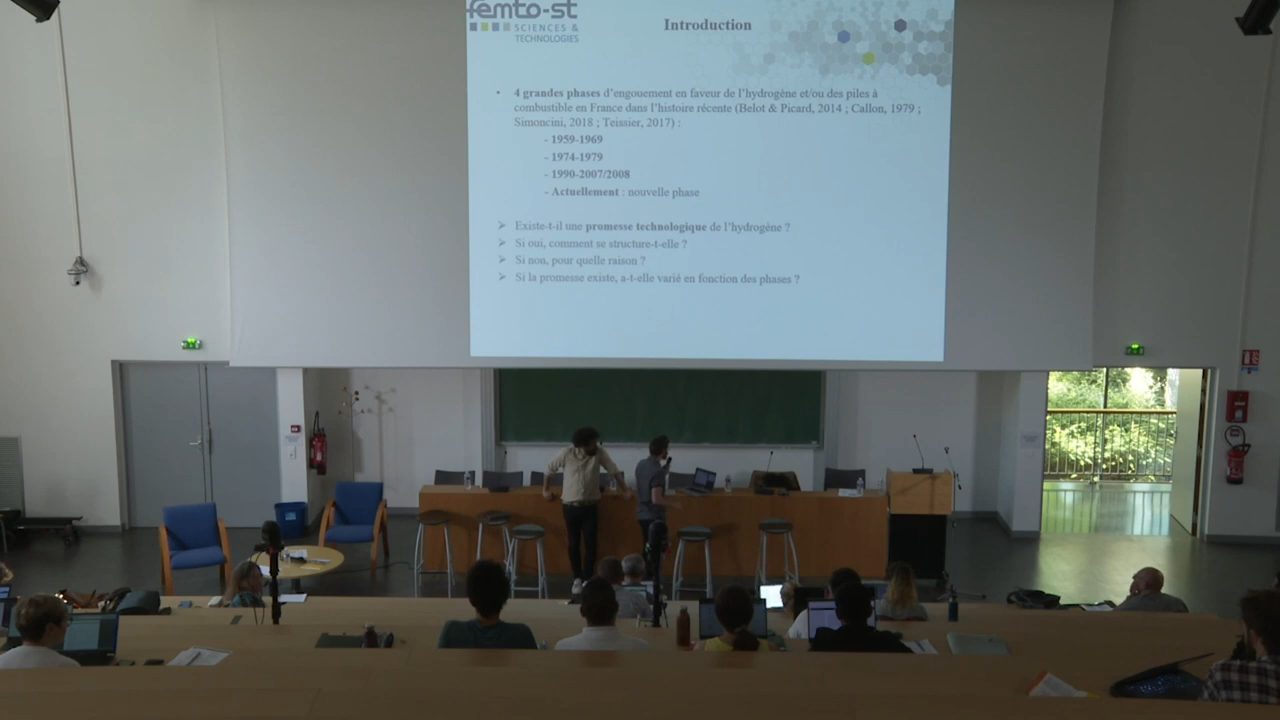 femto-st
SCIENCES &
TECHNOLOGIES
Introduction
• 4 grandes phases d'engouement en faveur de l'hydrogène et/ou des piles à
combustible en France dans l'histoire récente (Belot & Picard, 2014 ; Callon, 1979 ;
Simoncini, 2018 ; Teissier, 2017) :
- 1959-1969
- 1974-1979
- 1990-2007/2008
- Actuellement : nouvelle phase
➢ Existe-t-il une promesse technologique de l'hydrogène ?
➢ Si oui, comment se structure-t-elle ?
➢ Si non, pour quelle raison ?
➢ Si la promesse existe, a-t-elle varié en fonction des phases ?